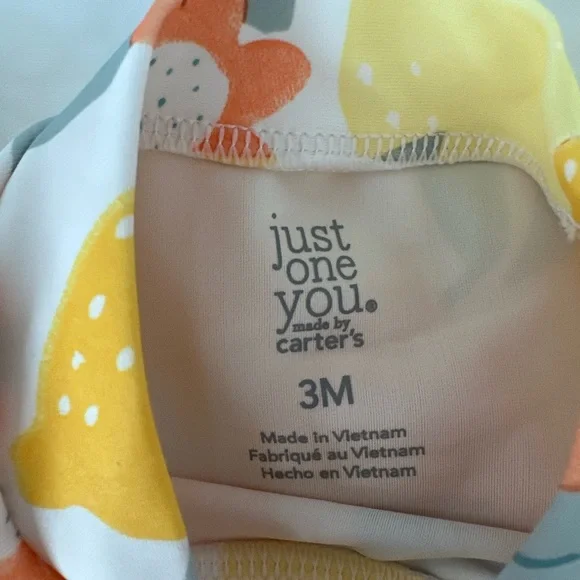 just
one
you.®
made by
carter's
3M
Made in Vietnam
Fabriqué au Vietnam
Hecho en Vietnam